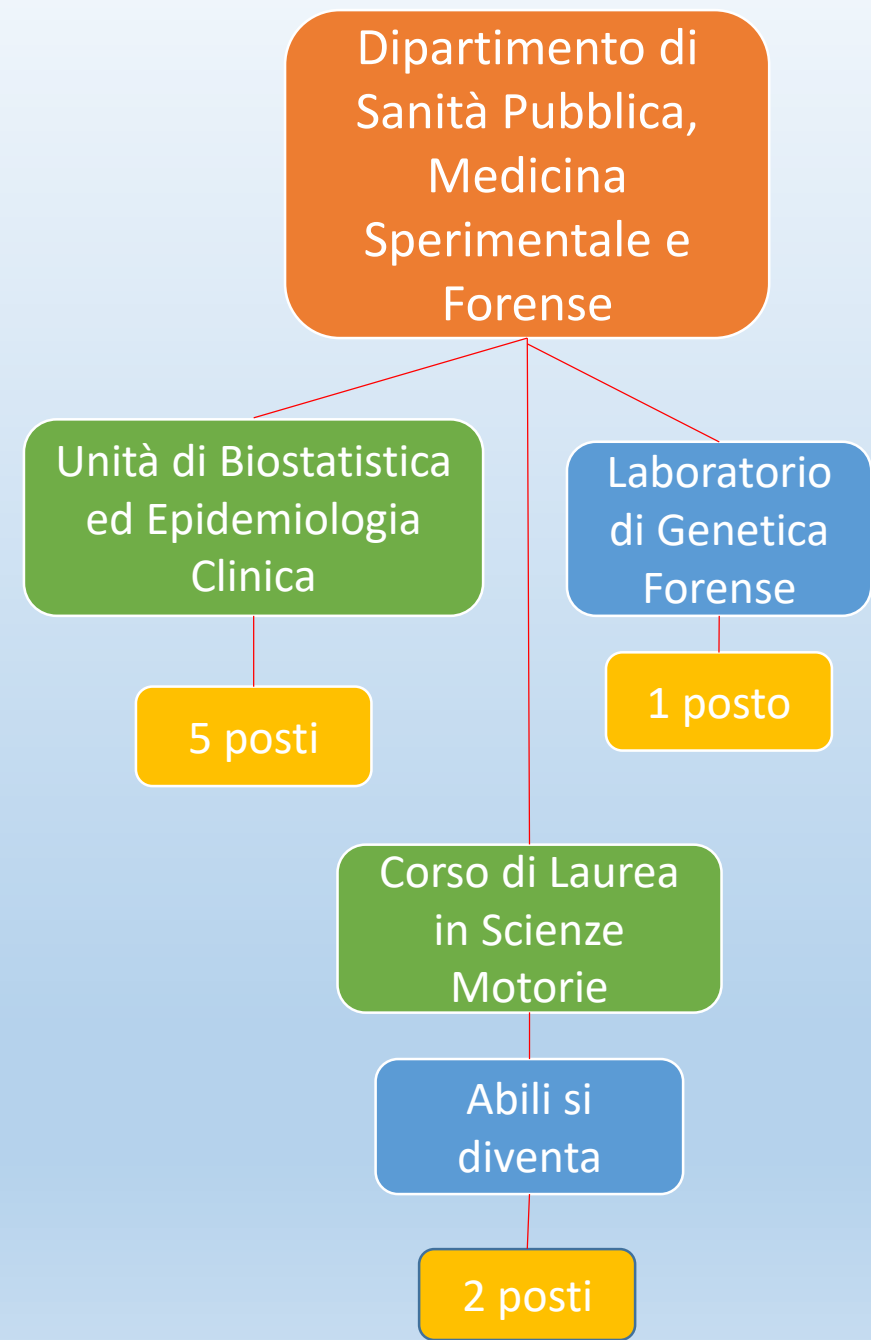 Dipartimento di
Sanità Pubblica,
Medicina
Sperimentale e
Forense
Unità di Biostatistica
ed Epidemiologia
Clinica
Laboratorio
di Genetica
Forense
5 posti
1 posto
Corso di Laurea
in Scienze
Motorie
Abili si
diventa
2 posti